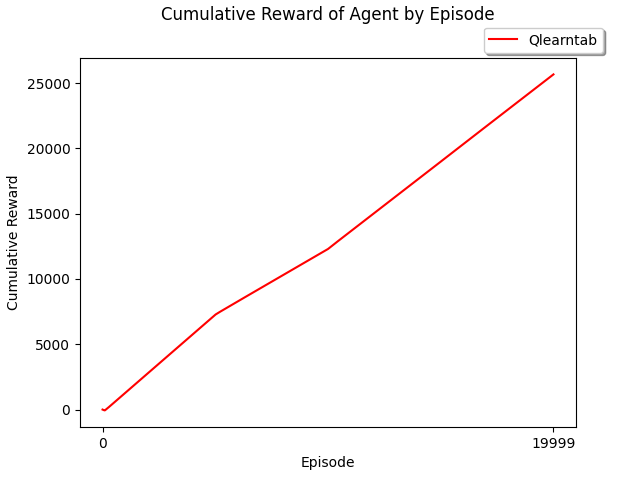 Cumulative Reward of Agent by Episode
Qlearntab
25000
20000
15000
10000
5000
0
Cumulative Reward
0
19999
Episode